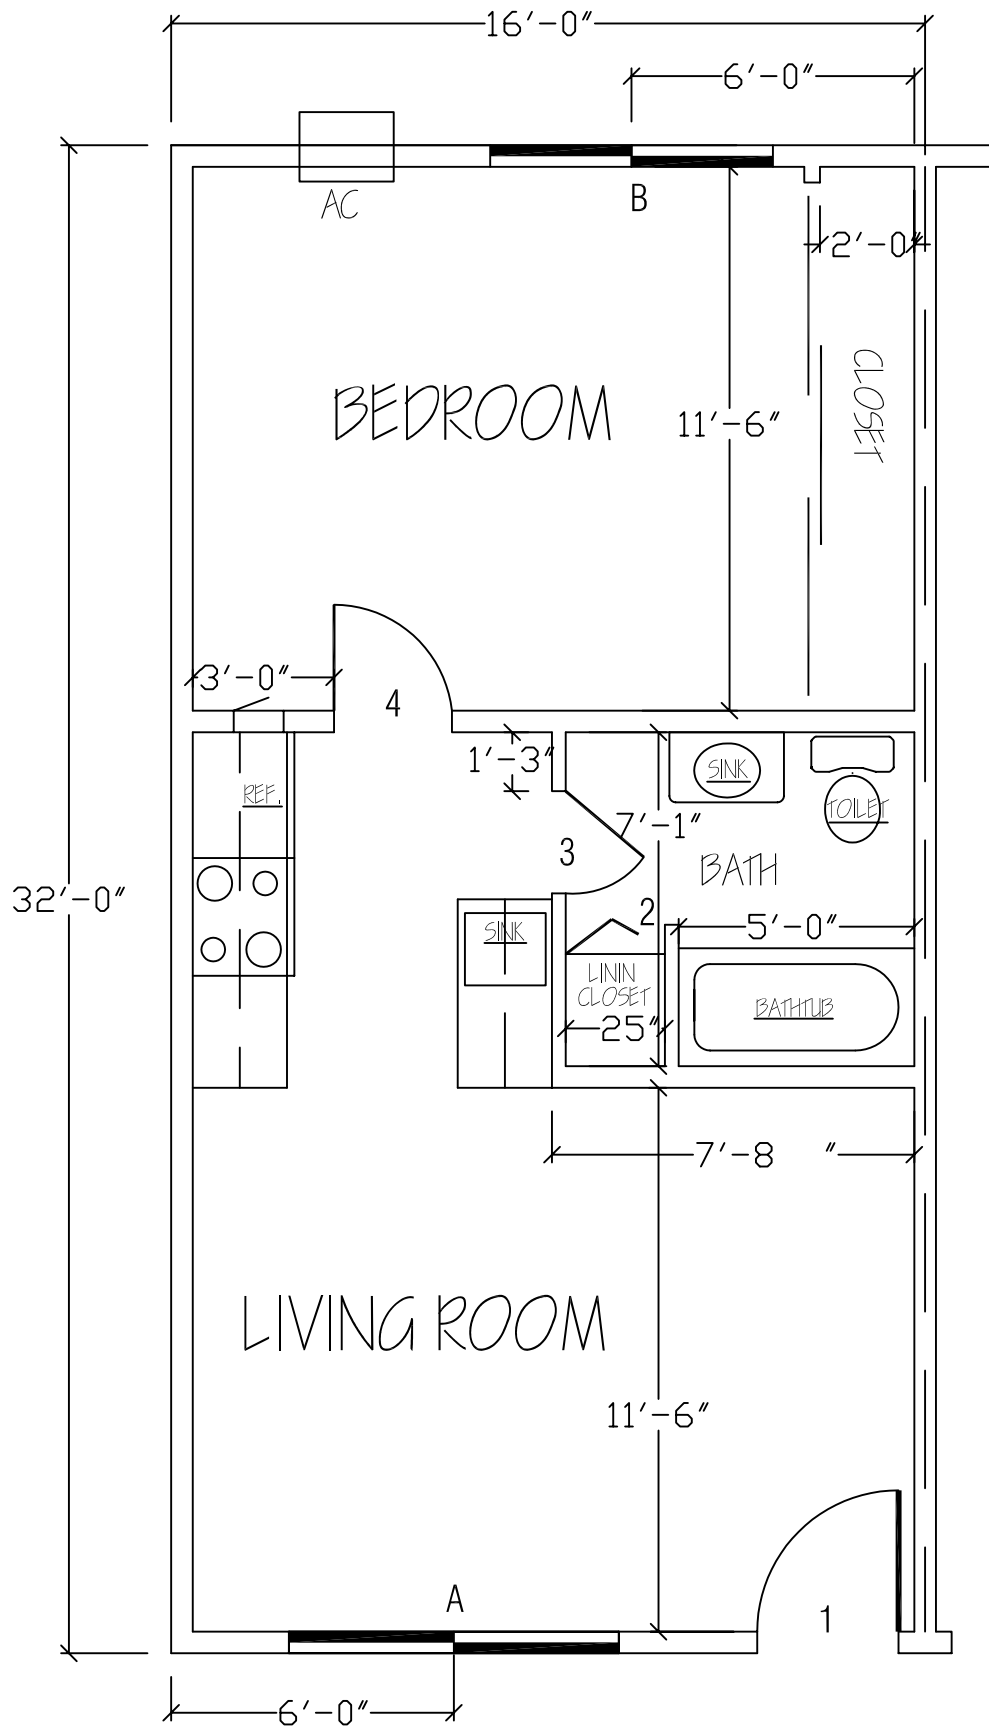 16'-0"
6'-0"
AC
B
2'-0"
CLOSET
BEDROOM
11'-6"
3'-0"
4
1'-3"
SINK
REF.
TOILET
7'-1"
3
BATH
32'-0"
2
5'-0"
SINK
LININ
CLOSET
BATHTUB
25"
7'-8 "
LIVING ROOM
11'-6"
A
1
6'-0"